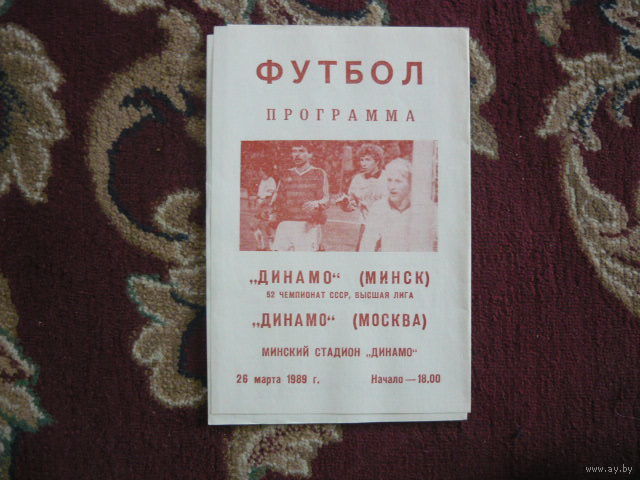 ФУТБОЛ
ПРОГРАММА
„ДИНАМО“ (МИНСК)
52 ЧЕМПИОНАТ СССР, ВЫСШАЯ ЛИГА
„ДИНАМО“ (МОСКВА)
МИНСКИЙ СТАДИОН „ДИНАМО“
26 марта 1989 г. Начало — 18.00
www.ay.by